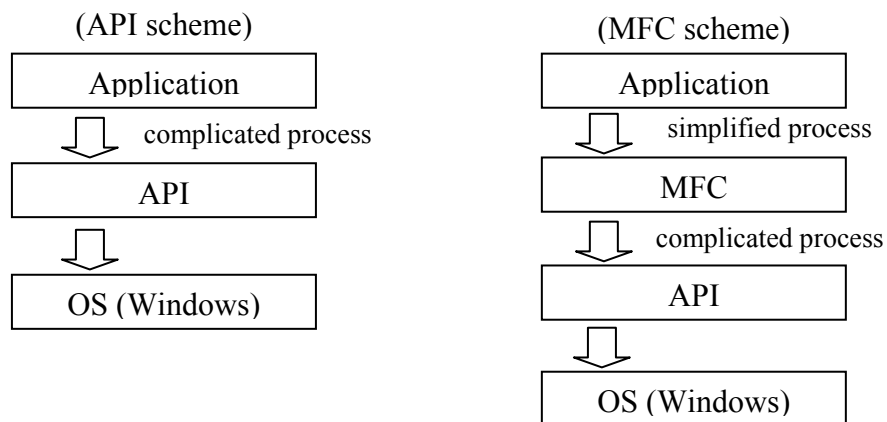 (API scheme)
Application
complicated process
API
OS (Windows)
(MFC scheme)
Application
simplified process
MFC
complicated process
API
OS (Windows)